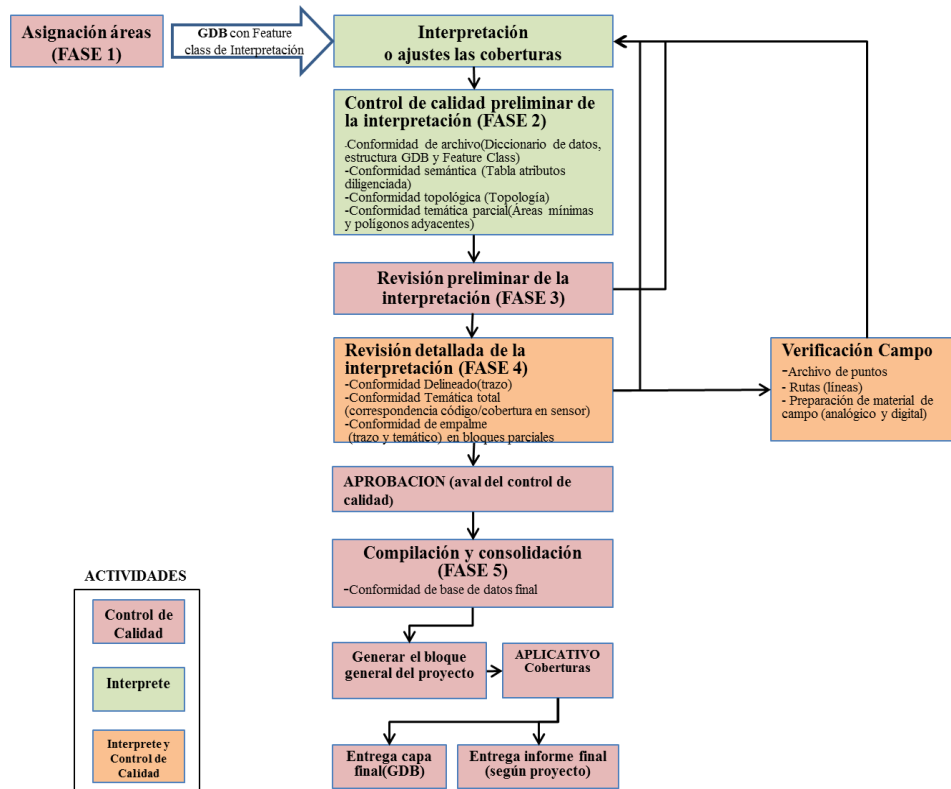 Asignación áreas
(FASE 1)
GDB con Feature
class de Interpretación
Interpretación
o ajustes las coberturas
Control de calidad preliminar de
la interpretación (FASE 2)
-Conformidad de archivo(Diccionario de datos,
estructura GDB y Feature Class)
-Conformidad semántica (Tabla atributos
diligenciada)
-Conformidad topológica (Topología)
-Conformidad temática parcial(Áreas mínimas
y polígonos adyacentes)
Revisión preliminar de la
interpretación (FASE 3)
Revisión detallada de la
interpretación (FASE 4)
-Conformidad Delineado(trazo)
-Conformidad Temática total
(correspondencia código/cobertura en sensor)
-Conformidad de empalme
(trazo y temático) en bloques parciales
Verificación Campo
-Archivo de puntos
- Rutas (líneas)
- Preparación de material de
campo (analógico y digital)
APROBACION (aval del control de
calidad)
Compilación y consolidación
(FASE 5)
-Conformidad de base de datos final
Generar el bloque
general del proyecto
APLICATIVO
Coberturas
Entrega capa
final(GDB)
Entrega informe final
(según proyecto)
ACTIVIDADES
Control de
Calidad
Interprete
Interprete y
Control de
Calidad